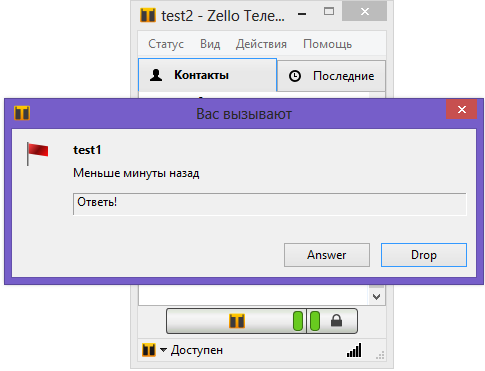 test2 - Zello Теле...
Статус Вид Действия Помощь
Контакты Последние
Вас вызывают
test1
Меньше минуты назад
Ответь!
Answer Drop
Доступен